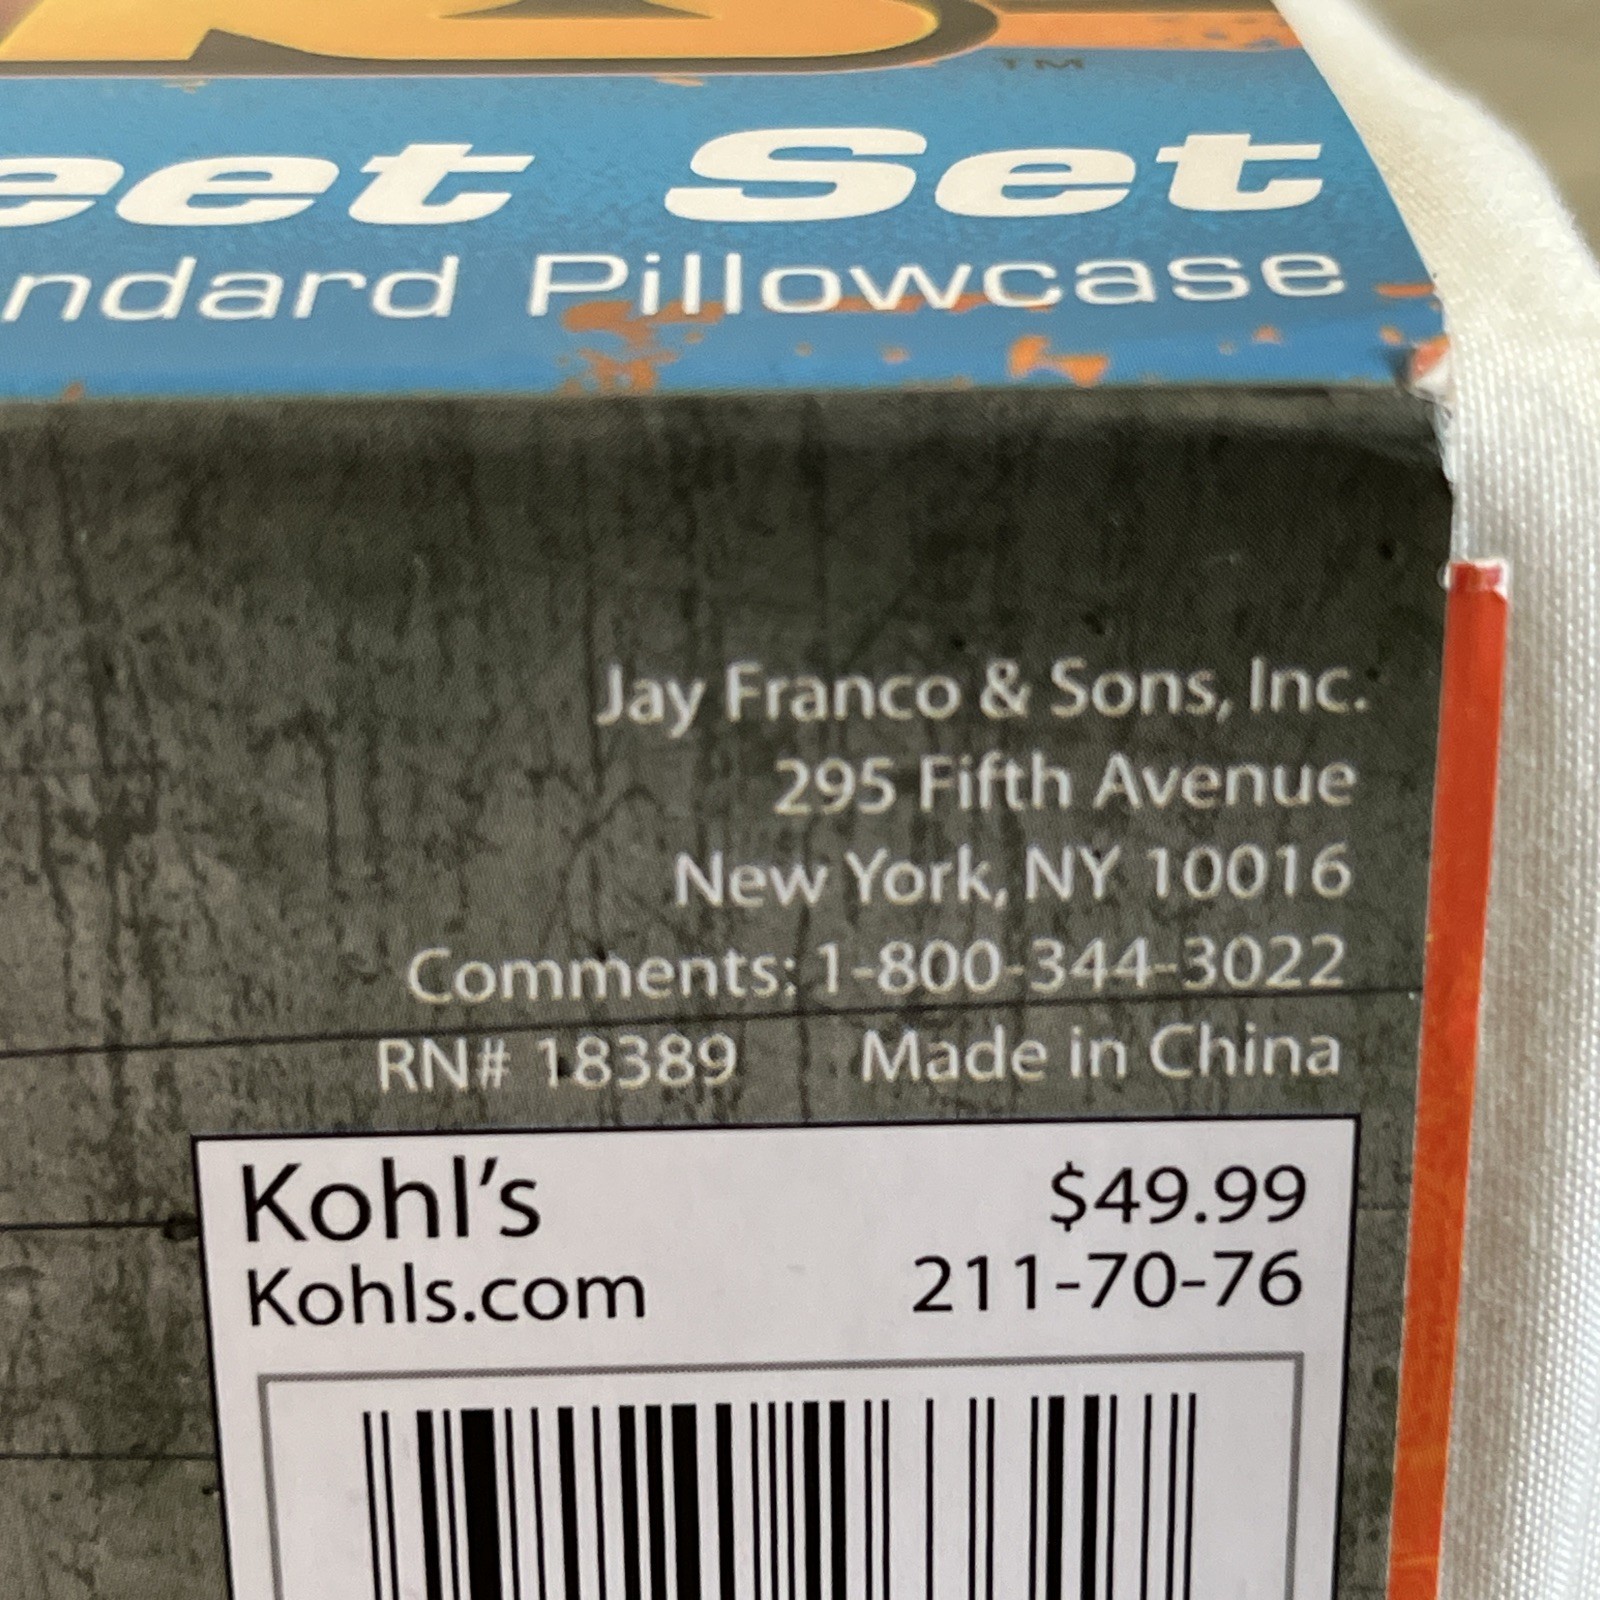 TM
eet Set
ndard Pillowcase
Jay Franco & Sons, Inc.
295 Fifth Avenue
New York, NY 10016
Comments: 1-800-344-3022
RN# 18389 Made in China
Kohl's $49.99
Kohls.com 211-70-76